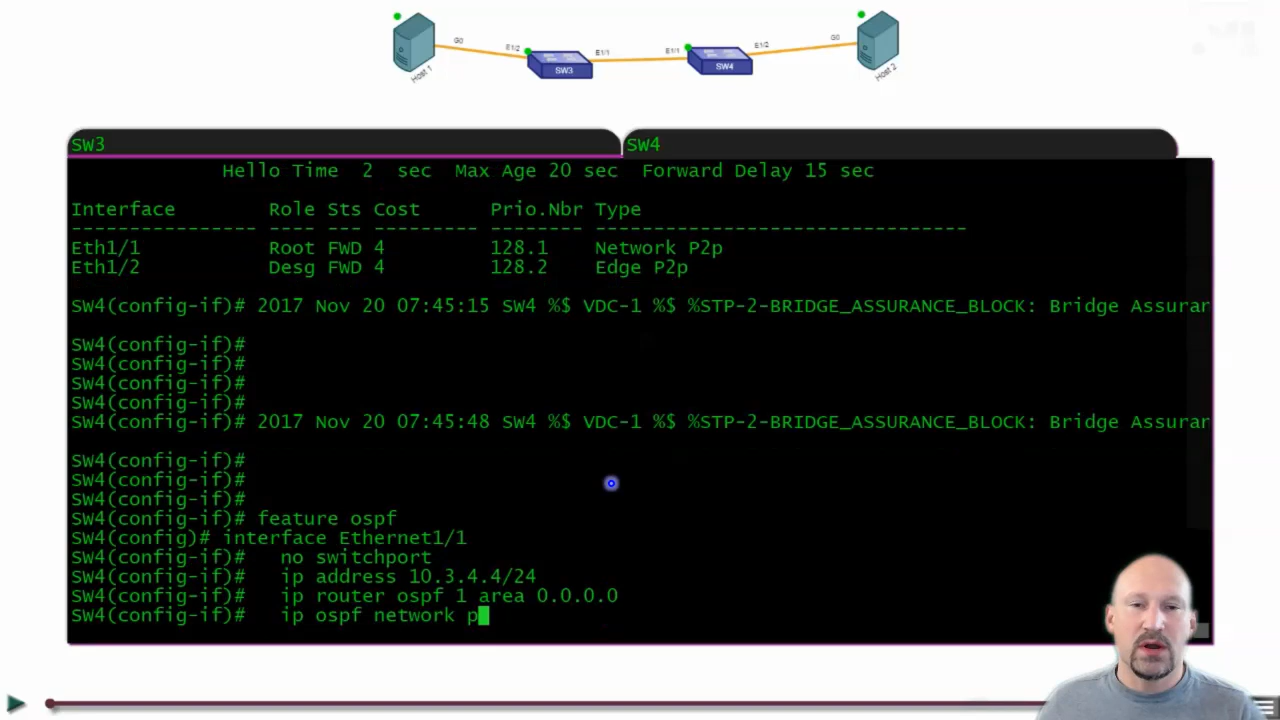 G0 E1/2 E1/1 E1/1 E1/2 G0
Host 1 SW3 SW4 Host 2
SW3 SW4
Hello Time 2 sec Max Age 20 sec Forward Delay 15 sec
Interface Role Sts Cost Prio.Nbr Type
---------------- ---- --- --------- -------- --------------------------------
Eth1/1 Root FWD 4 128.1 Network P2p
Eth1/2 Desg FWD 4 128.2 Edge P2p
SW4(config-if)# 2017 Nov 20 07:45:15 SW4 %$ VDC-1 %$ %STP-2-BRIDGE_ASSURANCE_BLOCK: Bridge Assuran
SW4(config-if)#
SW4(config-if)#
SW4(config-if)#
SW4(config-if)#
SW4(config-if)# 2017 Nov 20 07:45:48 SW4 %$ VDC-1 %$ %STP-2-BRIDGE_ASSURANCE_BLOCK: Bridge Assuran
SW4(config-if)#
SW4(config-if)#
SW4(config-if)#
SW4(config-if)# feature ospf
SW4(config)# interface Ethernet1/1
SW4(config-if)# no switchport
SW4(config-if)# ip address 10.3.4.4/24
SW4(config-if)# ip router ospf 1 area 0.0.0.0
SW4(config-if)# ip ospf network p